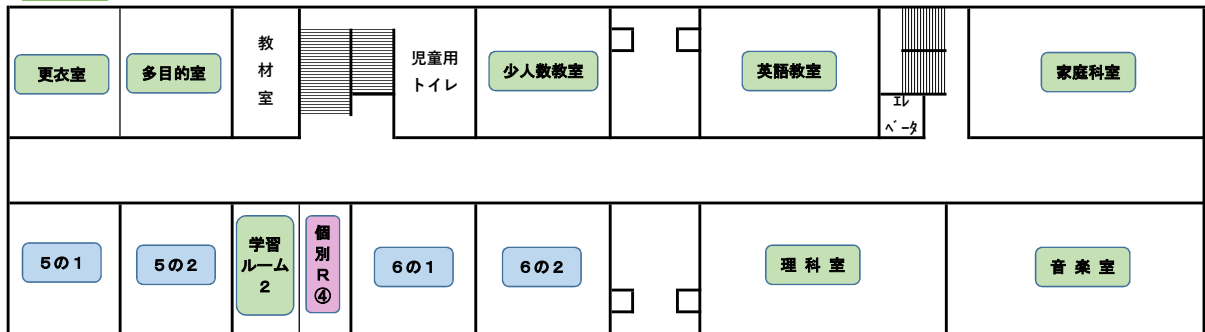 更衣室
多目的室
教
材
室
児童用
トイレ
少人数教室
英語教室
エレ
ベータ
家庭科室
5の1
5の2
学習
ルーム
2
個
別
R
④
6の1
6の2
理科室
音楽室